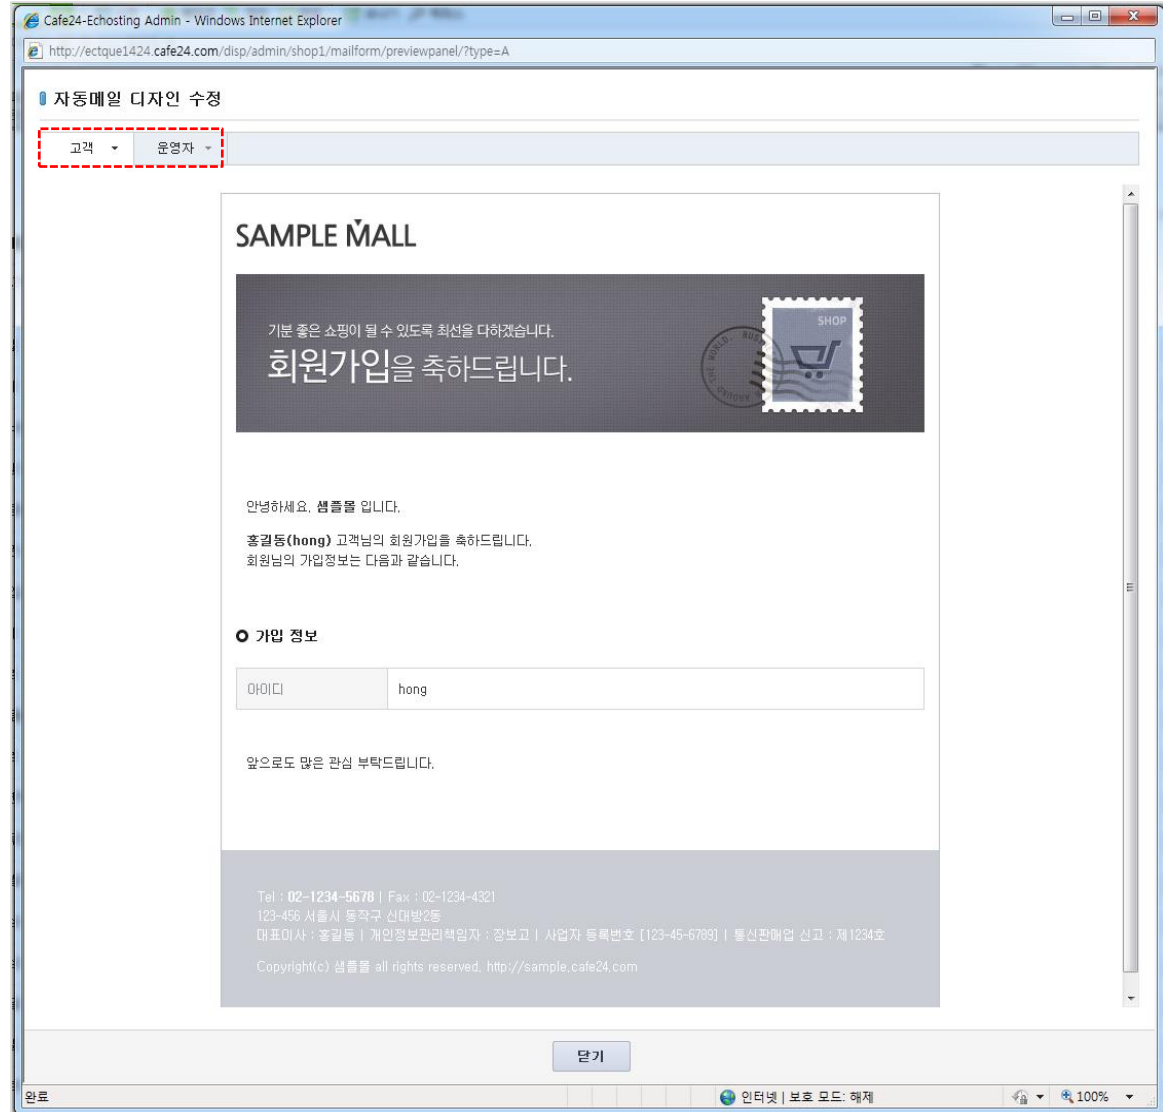 Cafe24-Echosting Admin - Windows Internet Explorer
http://ectque1424.cafe24.com/disp/admin/shop1/mailform/previewpanel/?type=A
자동메일 디자인 수정
고객 운영자
SAMPLE MALL
기분 좋은 쇼핑이 될 수 있도록 최선을 다하겠습니다.
회원가입을 축하드립니다.
SHOP
안녕하세요, 샘플몰 입니다.
홍길동(hong) 고객님의 회원가입을 축하드립니다.
회원님의 가입정보는 다음과 같습니다.
가입 정보
아이디 hong
앞으로도 많은 관심 부탁드립니다.
Tel : 02-1234-5678 | Fax : 02-1234-4321
123-456 서울시 동작구 신대방2동
대표이사 : 홍길동 | 개인정보관리책임자 : 장보고 | 사업자 등록번호 [123-45-6789] | 통신판매업 신고 : 제1234호
Copyright(c) 샘플몰 all rights reserved. http://sample.cafe24.com
닫기
완료 인터넷 | 보호 모드: 해제 100%